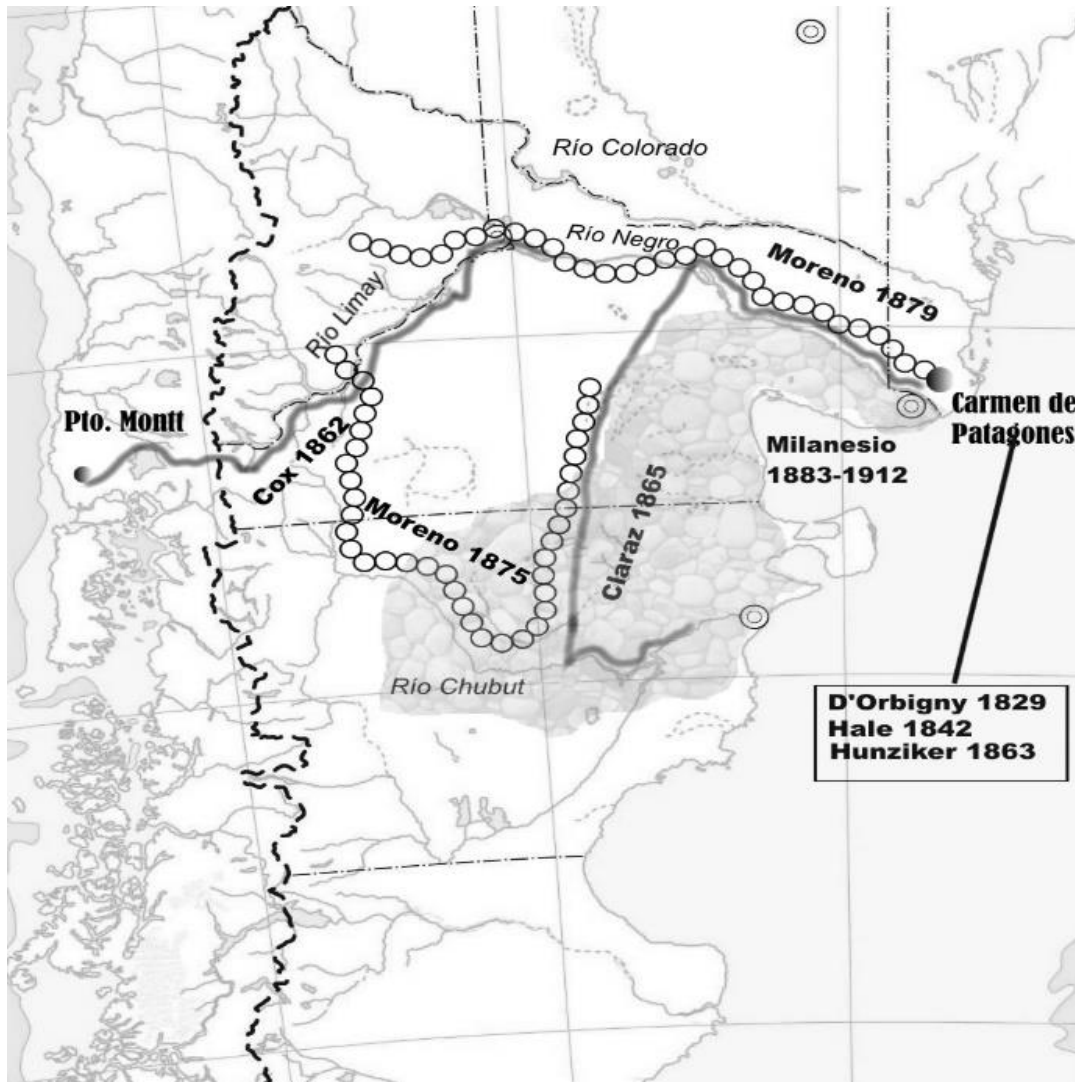 Río Colorado
Río Negro
Moreno 1879
Río Limay
Pto. Montt
Cox 1862
Carmen de
Patagones
Milanesio
1883-1912
Moreno 1875
Claraz 1865
Río Chubut
D'Orbigny 1829
Hale 1842
Hunziker 1863